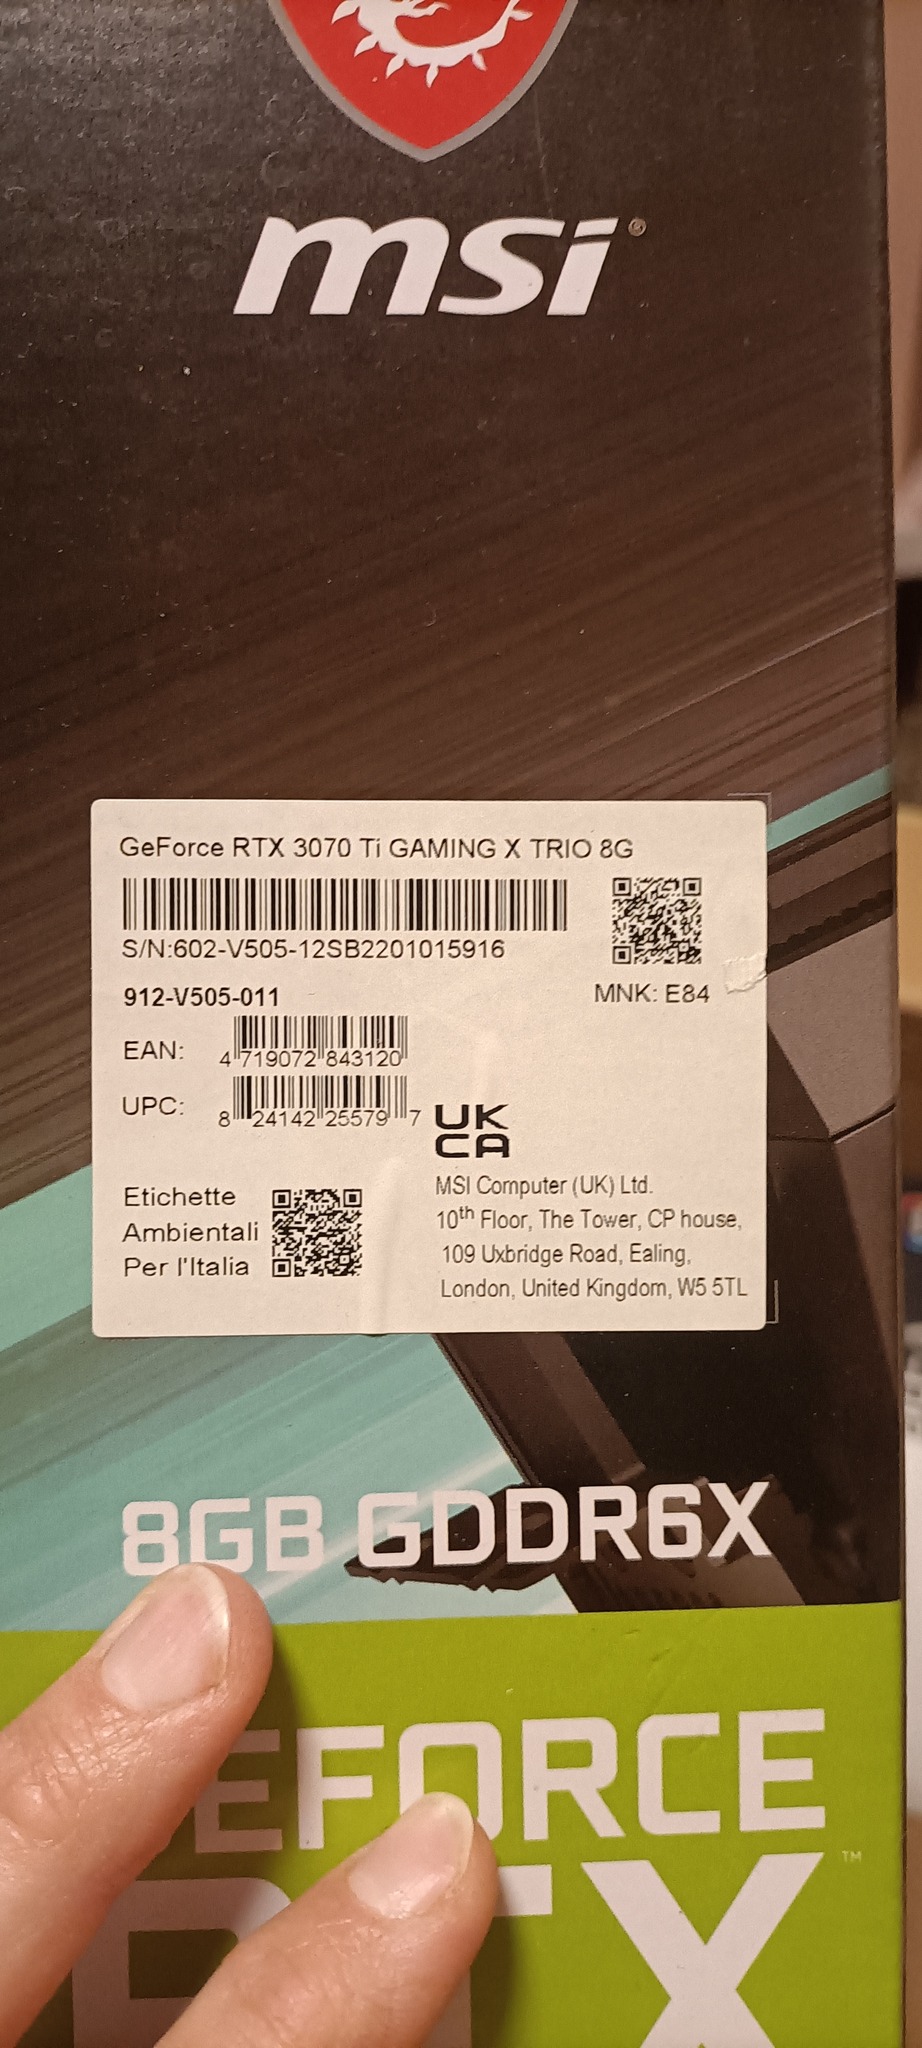 msi
GeForce RTX 3070 Ti GAMING X TRIO 8G
S/N:602-V505-12SB2201015916
912-V505-011
MNK: E84
EAN:
4 719072 843120
UPC:
8 24142 25579 7
UK
CA
Etichette
Ambientali
Per l'Italia
MSI Computer (UK) Ltd.
10th Floor, The Tower, CP house,
109 Uxbridge Road, Ealing,
London, United Kingdom, W5 5TL
8GB GDDR6X
GEFORCE
RTX™